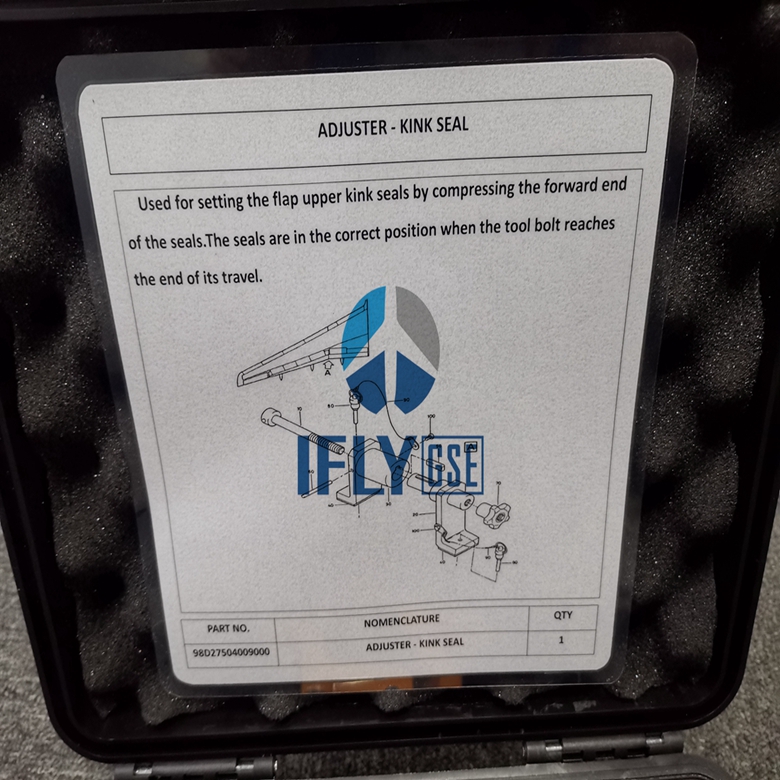 ADJUSTER - KINK SEAL
Used for setting the flap upper kink seals by compressing the forward end
of the seals.The seals are in the correct position when the tool bolt reaches
the end of its travel.
A
IFLY GSE
PART NO. NOMENCLATURE QTY
98D27504009000 ADJUSTER - KINK SEAL 1